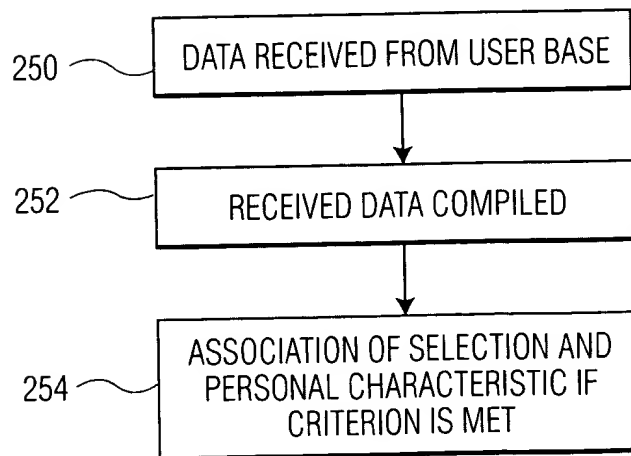 250
DATA RECEIVED FROM USER BASE
252
RECEIVED DATA COMPILED
254
ASSOCIATION OF SELECTION AND
PERSONAL CHARACTERISTIC IF
CRITERION IS MET